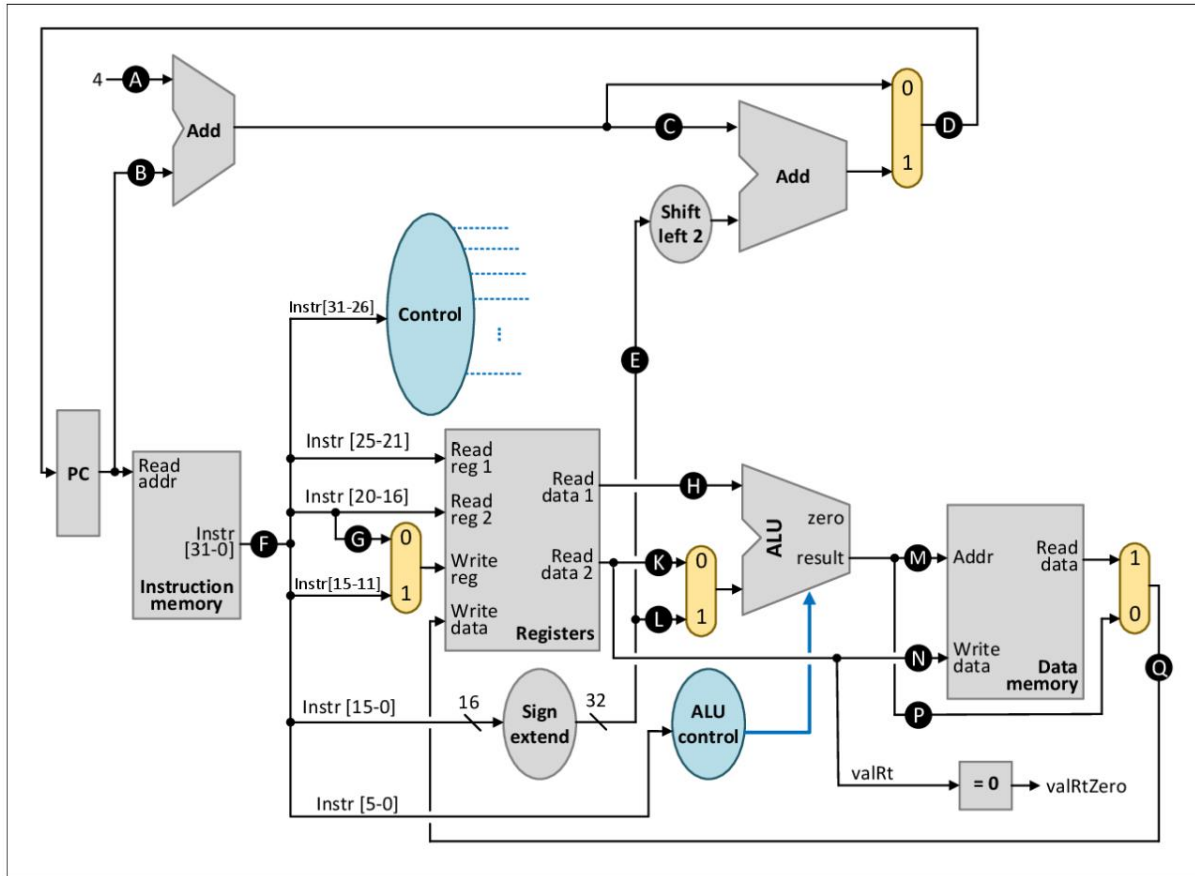 4
A
Add
B
C
0
1
D
Add
Shift
left 2
Instr[31-26]
Control
⋮
E
PC
Read
addr
Instr
[31-0]
Instruction
memory
F
Instr [25-21]
Instr [20-16]
G
0
1
Instr[15-11]
Read
reg 1
Read
reg 2
Write
reg
Write
data
Read
data 1
Read
data 2
Registers
H
K
L
0
1
ALU
zero
result
M
Addr
Read
data
Write
data
Data
memory
N
P
1
0
Q
Instr [15-0]
16
Sign
extend
32
ALU
control
Instr [5-0]
valRt
= 0
valRtZero